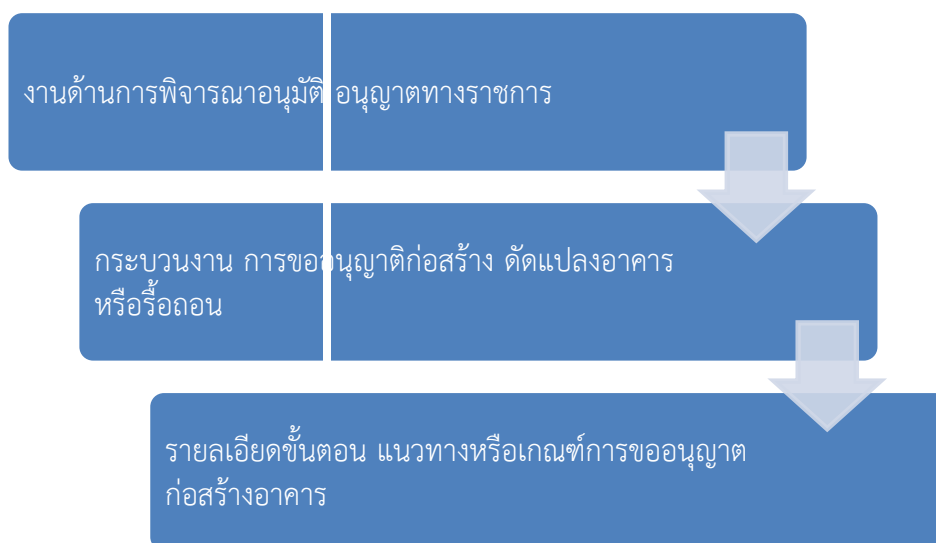 งานด้านการพิจารณาอนุมัติ อนุญาตทางราชการ
กระบวนงาน การขออนุญาติก่อสร้าง ดัดแปลงอาคาร
หรือรื้อถอน
รายลเอียดขั้นตอน แนวทางหรือเกณฑ์การขออนุญาต
ก่อสร้างอาคาร